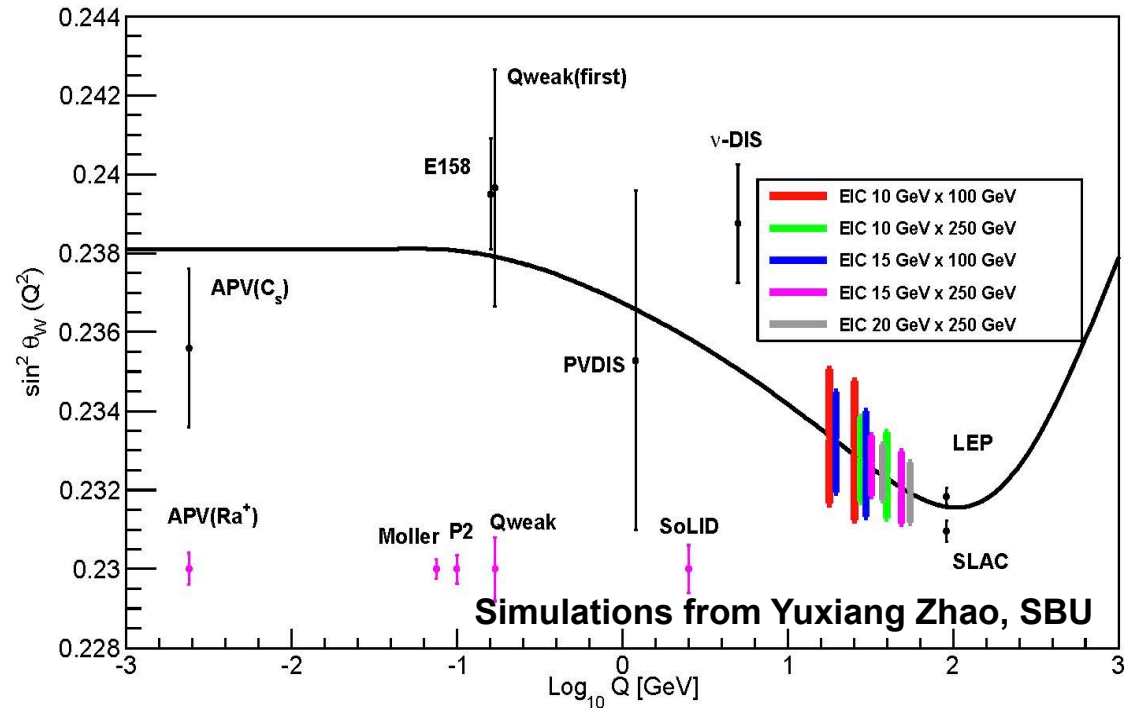 0.244
0.242
0.24
0.238
0.236
0.234
0.232
0.23
0.228
sin² θ_W (Q²)
Qweak(first)
E158
ν-DIS
EIC 10 GeV x 100 GeV
EIC 10 GeV x 250 GeV
EIC 15 GeV x 100 GeV
EIC 15 GeV x 250 GeV
EIC 20 GeV x 250 GeV
APV(C_s)
PVDIS
LEP
APV(Ra⁺)
Moller
P2
Qweak
SoLID
SLAC
Simulations from Yuxiang Zhao, SBU
-3 -2 -1 0 1 2 3
Log₁₀ Q [GeV]